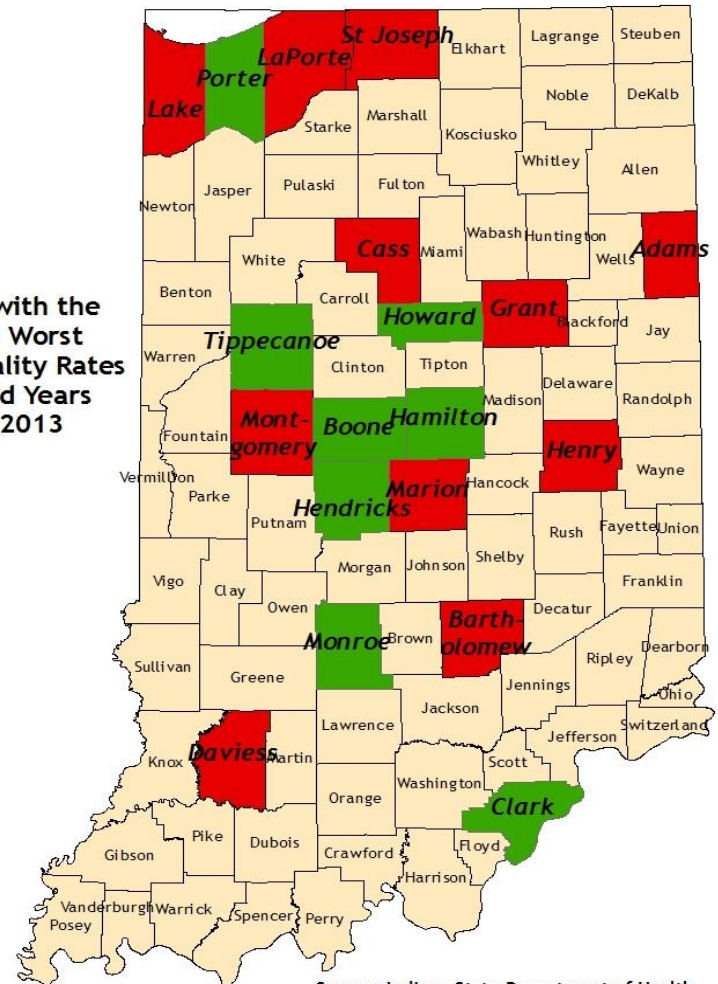 St Joseph
Elkhart
Lagrange
Steuben
LaPorte
Porter
Lake
Noble
DeKalb
Starke
Marshall
Kosciusko
Whitley
Allen
Newton
Jasper
Pulaski
Fulton
Wabash
Huntington
Wells
Adams
White
Cass
Miami
Benton
Carroll
Howard
Grant
Blackford
Jay
with the
Worst
ality Rates
d Years
2013
Tippecanoe
Warren
Clinton
Tipton
Madison
Delaware
Randolph
Mont-
gomery
Boone
Hamilton
Fountain
Henry
Vermillion
Parke
Putnam
Hendricks
Marion
Hancock
Wayne
Rush
Fayette
Union
Vigo
Clay
Morgan
Johnson
Shelby
Franklin
Owen
Decatur
Monroe
Brown
Barth-
olomew
Sullivan
Greene
Jennings
Ripley
Dearborn
Ohio
Lawrence
Jackson
Jefferson
Switzerland
Knox
Daviess
Martin
Scott
Washington
Orange
Clark
Pike
Dubois
Gibson
Crawford
Floyd
Harrison
Vanderburgh
Warrick
Posey
Spencer
Perry